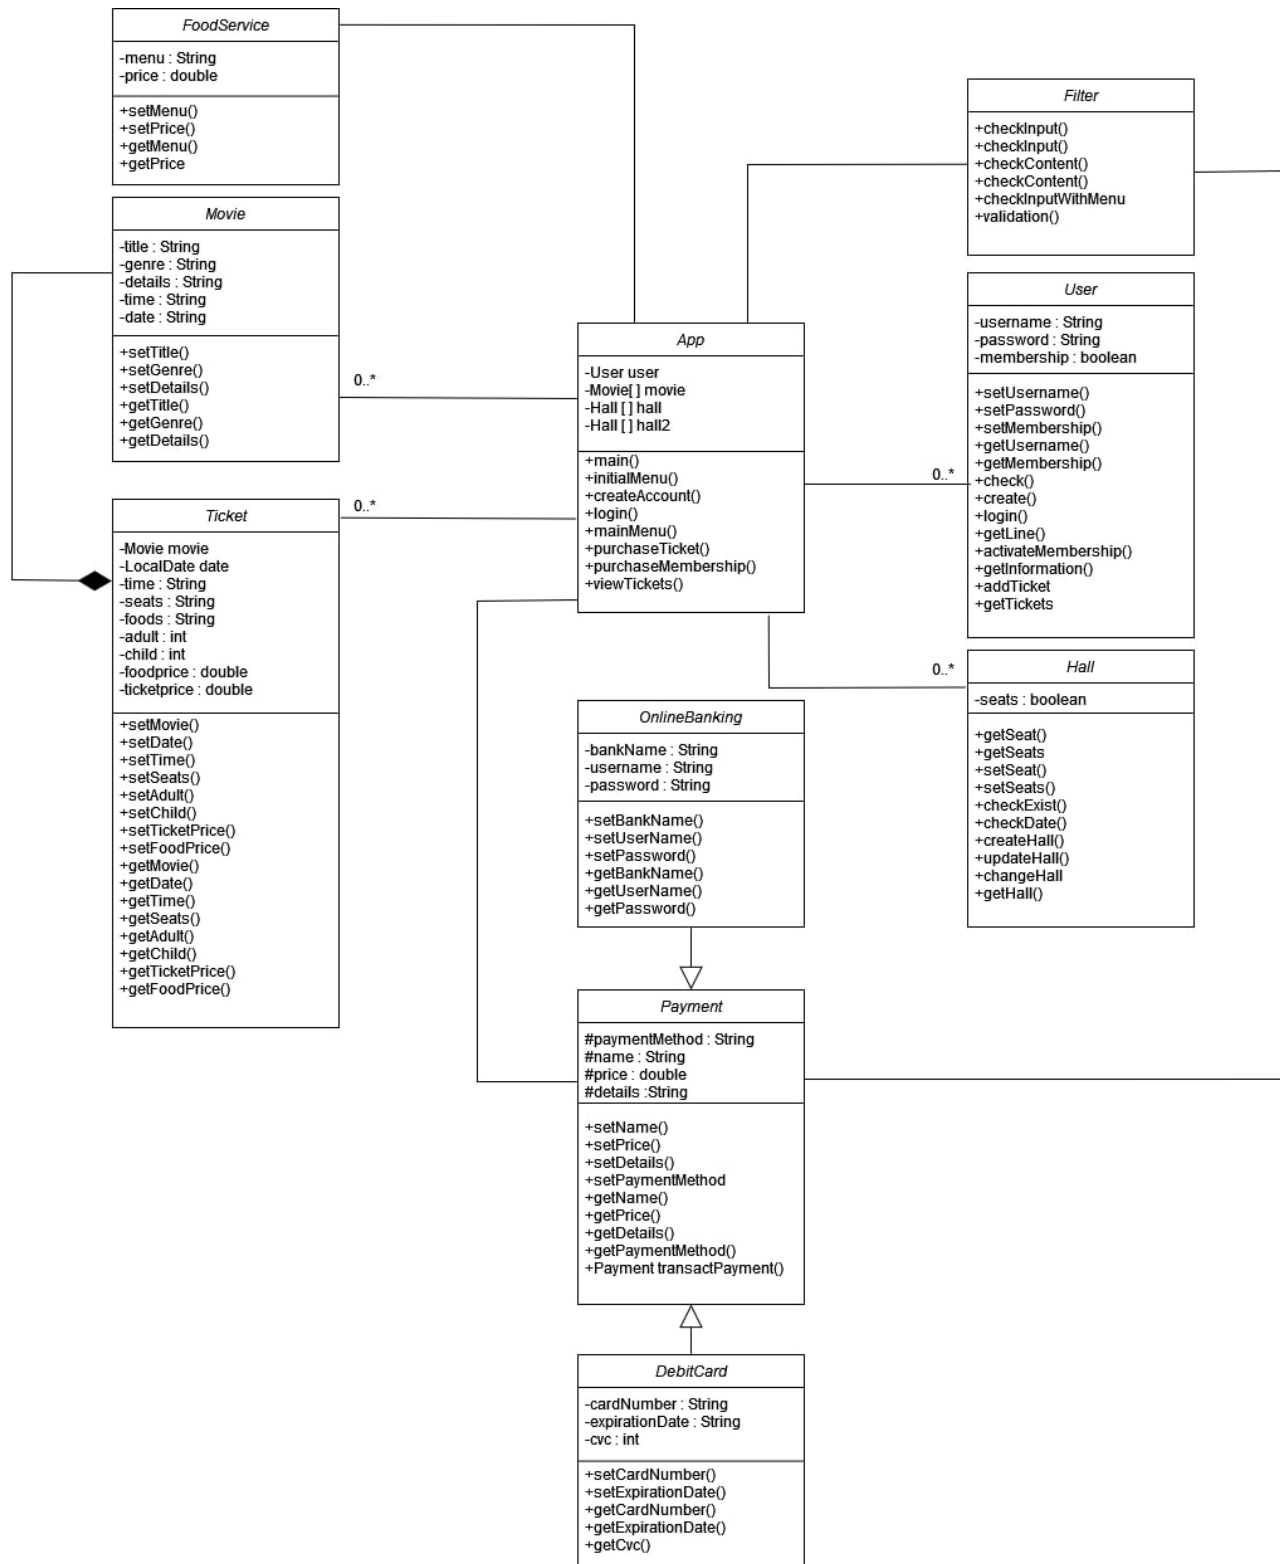 FoodService
-menu : String
-price : double
+setMenu()
+setPrice()
+getMenu()
+getPrice
Movie
-title : String
-genre : String
-details : String
-time : String
-date : String
+setTitle()
+setGenre()
+setDetails()
+getTitle()
+getGenre()
+getDetails()
0..*
Ticket
-Movie movie
-LocalDate date
-time : String
-seats : String
-foods : String
-adult : int
-child : int
-foodprice : double
-ticketprice : double
+setMovie()
+setDate()
+setTime()
+setSeats()
+setAdult()
+setChild()
+setTicketPrice()
+setFoodPrice()
+getMovie()
+getDate()
+getTime()
+getSeats()
+getAdult()
+getChild()
+getTicketPrice()
+getFoodPrice()
0..*
App
-User user
-Movie[ ] movie
-Hall [ ] hall
-Hall [ ] hall2
+main()
+initialMenu()
+createAccount()
+login()
+mainMenu()
+purchaseTicket()
+purchaseMembership()
+viewTickets()
OnlineBanking
-bankName : String
-username : String
-password : String
+setBankName()
+setUserName()
+setPassword()
+getBankName()
+getUserName()
+getPassword()
Payment
#paymentMethod : String
#name : String
#price : double
#details :String
+setName()
+setPrice()
+setDetails()
+setPaymentMethod
+getName()
+getPrice()
+getDetails()
+getPaymentMethod()
+Payment transactPayment()
DebitCard
-cardNumber : String
-expirationDate : String
-cvc : int
+setCardNumber()
+setExpirationDate()
+getCardNumber()
+getExpirationDate()
+getCvc()
Filter
+checkInput()
+checkInput()
+checkContent()
+checkContent()
+checkInputWithMenu
+validation()
User
-username : String
-password : String
-membership : boolean
+setUsername()
+setPassword()
+setMembership()
+getUsername()
+getMembership()
+check()
+create()
+login()
+getLine()
+activateMembership()
+getInformation()
+addTicket
+getTickets
0..*
Hall
-seats : boolean
+getSeat()
+getSeats
+setSeat()
+setSeats()
+checkExist()
+checkDate()
+createHall()
+updateHall()
+changeHall
+getHall()
0..*